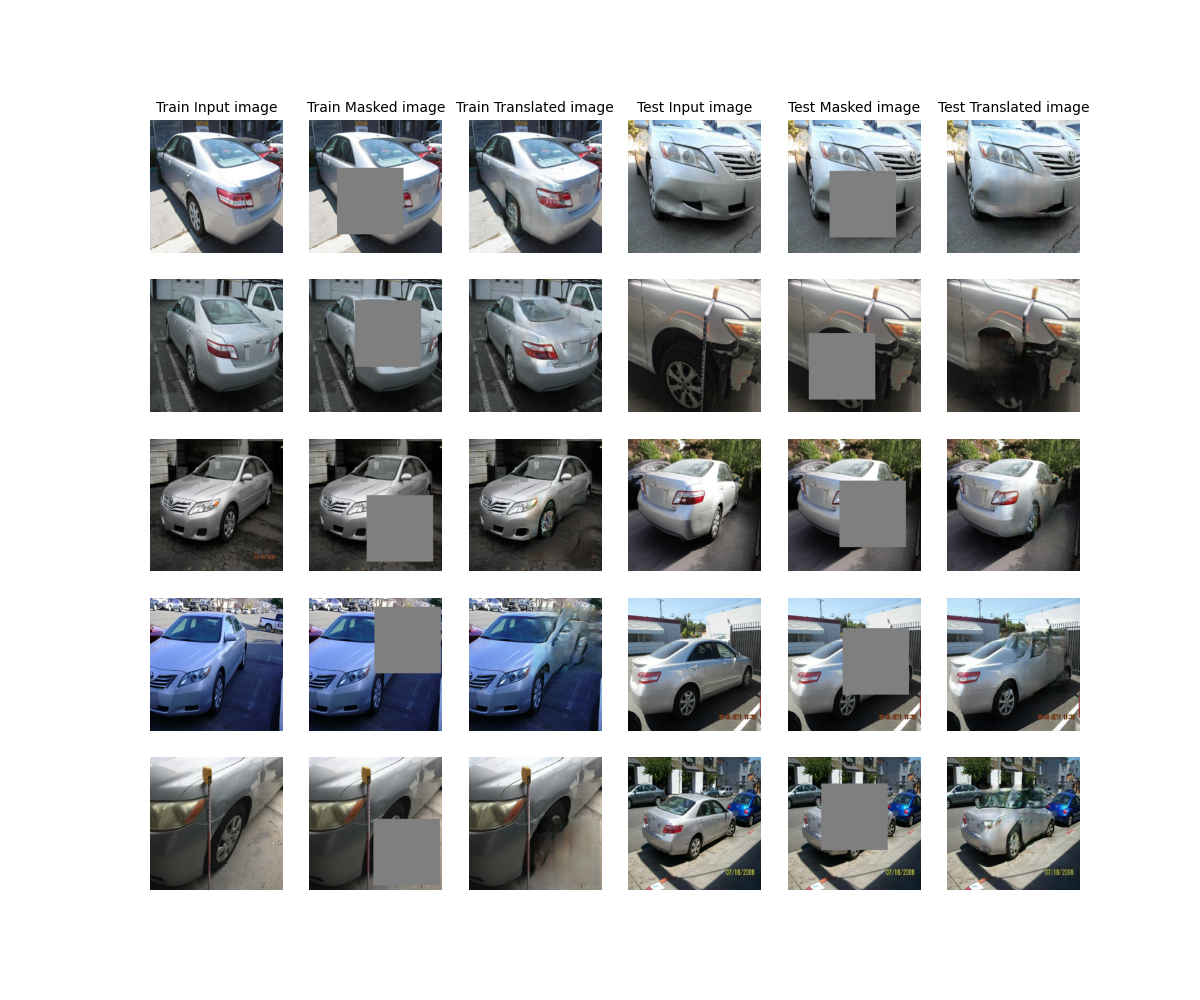 Train Input image
Train Masked image
Train Translated image
Test Input image
Test Masked image
Test Translated image
07/18/2008
07/18/2008
07/18/2008